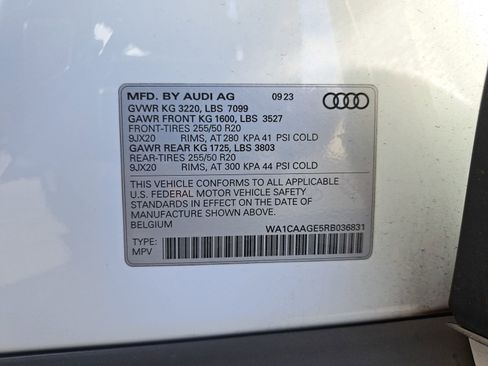 MFD. BY AUDI AG 09 23
GVWR KG 3220, LBS 7099
GAWR FRONT KG 1600, LBS 3527
FRONT-TIRES 255/50 R20
9JX20 RIMS, AT 280 KPA 41 PSI COLD
GAWR REAR KG 1725, LBS 3803
REAR-TIRES 255/50 R20
9JX20 RIMS, AT 300 KPA 44 PSI COLD
THIS VEHICLE CONFORMS TO ALL APPLICABLE
U.S. FEDERAL MOTOR VEHICLE SAFETY
STANDARDS IN EFFECT ON THE DATE OF
MANUFACTURE SHOWN ABOVE.
BELGIUM WA1CAAGE5RB036831
TYPE:
MPV